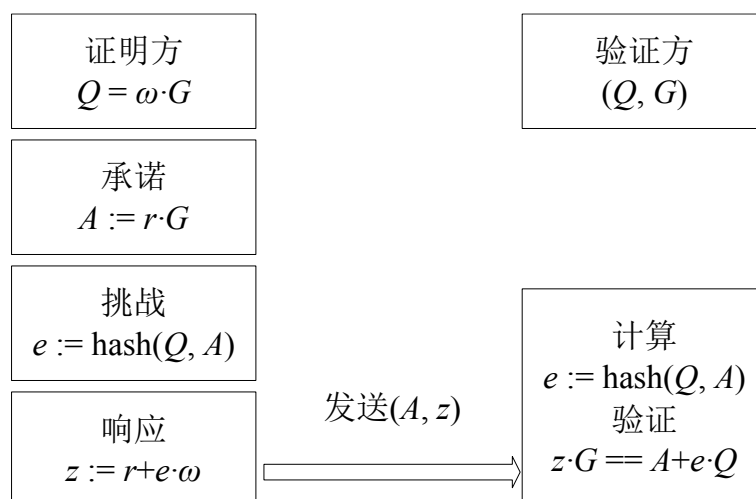 证明方
Q = ω·G
验证方
(Q, G)
承诺
A := r·G
挑战
e := hash(Q, A)
响应
z := r+e·ω
发送(A, z)
计算
e := hash(Q, A)
验证
z·G == A+e·Q